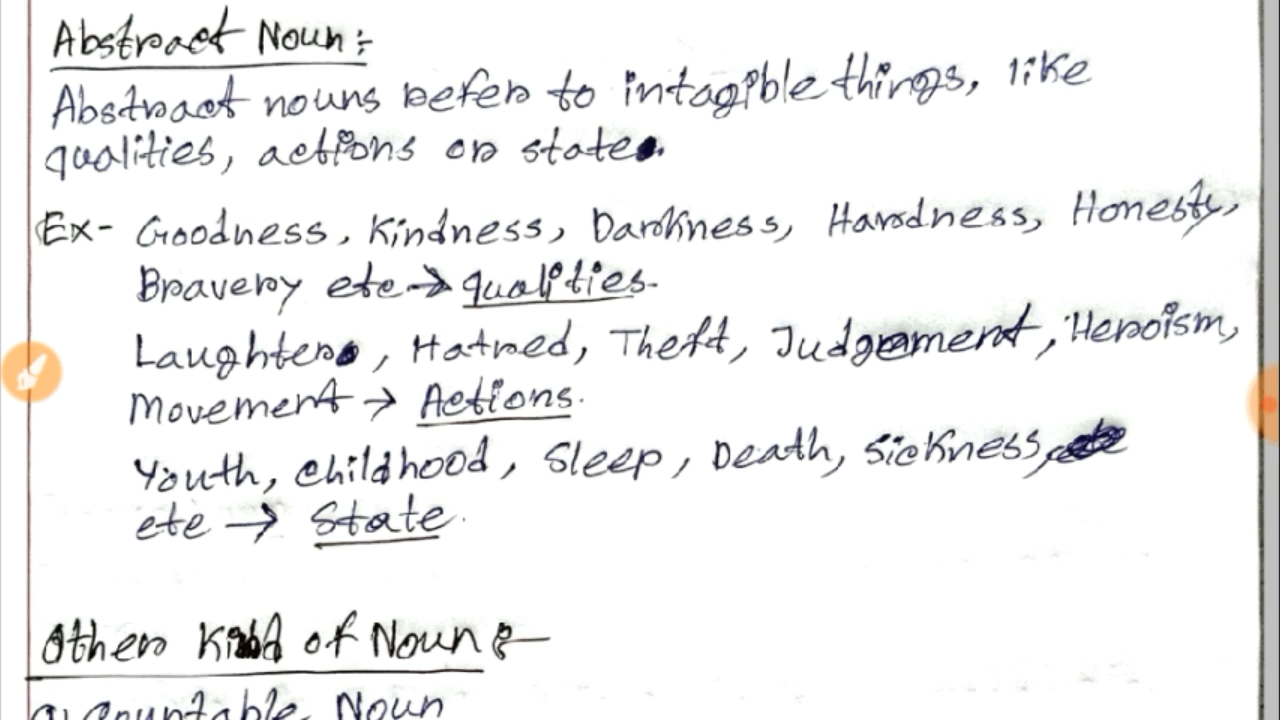 Abstract Noun:-
Abstract nouns refer to intagible things, like
qualities, actions or state.
Ex- Goodness, Kindness, Darkness, Hardness, Honesty,
Bravery etc → qualities.
Laughter, Hatred, Theft, Judgement, Heroism,
Movement → Actions.
Youth, childhood, Sleep, Death, Sickness,
etc → State.
Other Kind of Noun:-
a) countable Noun